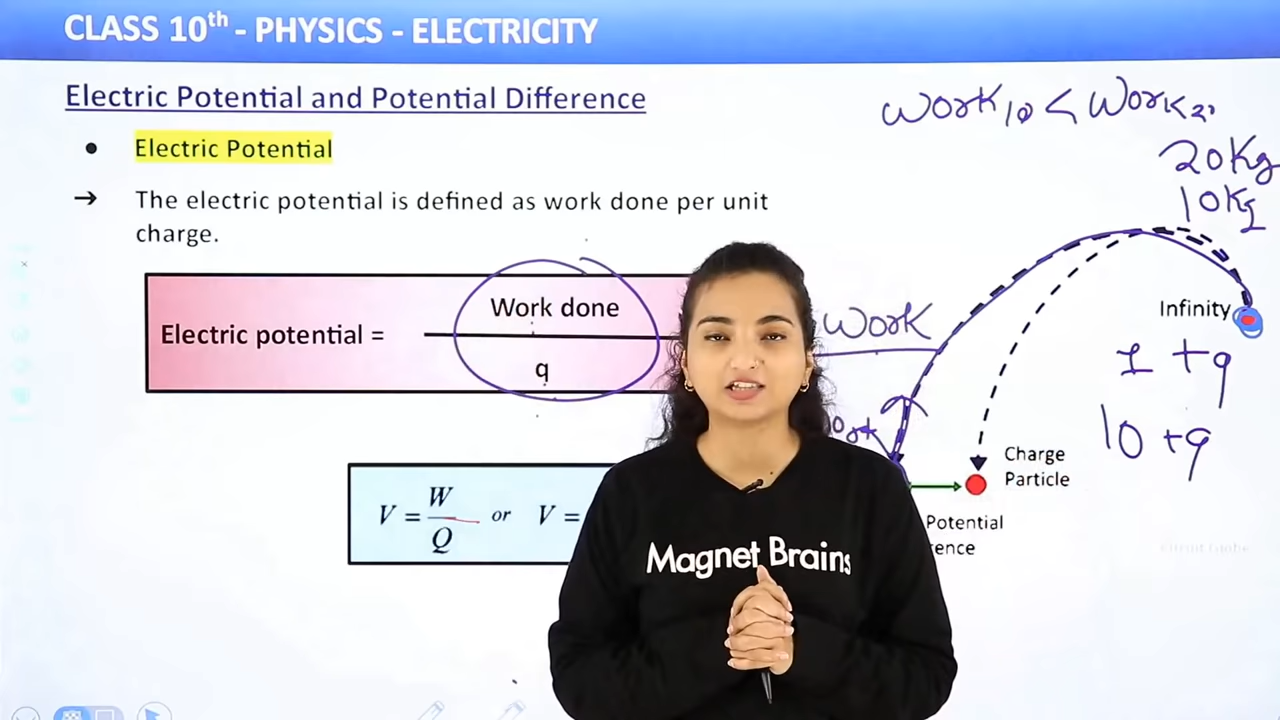 CLASS 10th - PHYSICS - ELECTRICITY
Electric Potential and Potential Difference
Work10 < Work20
20Kg
• Electric Potential
10Kg
→ The electric potential is defined as work done per unit
charge.
Electric potential =
Work done
q
Work
Infinity
1 +q
10 +q
Charge
Particle
V = W/Q or V =
Potential
ence
Magnet Brains
Circuit Globe